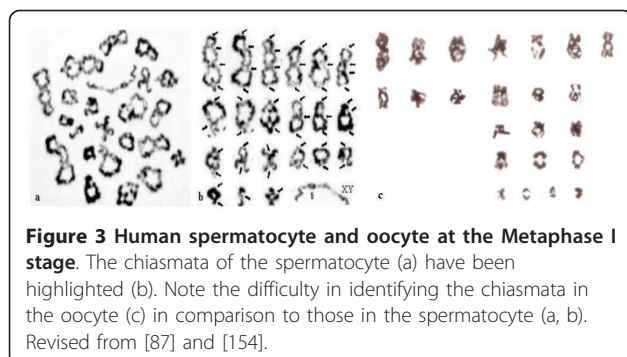 XY
a
b
c
Figure 3 Human spermatocyte and oocyte at the Metaphase I
stage. The chiasmata of the spermatocyte (a) have been
highlighted (b). Note the difficulty in identifying the chiasmata in
the oocyte (c) in comparison to those in the spermatocyte (a, b).
Revised from [87] and [154].